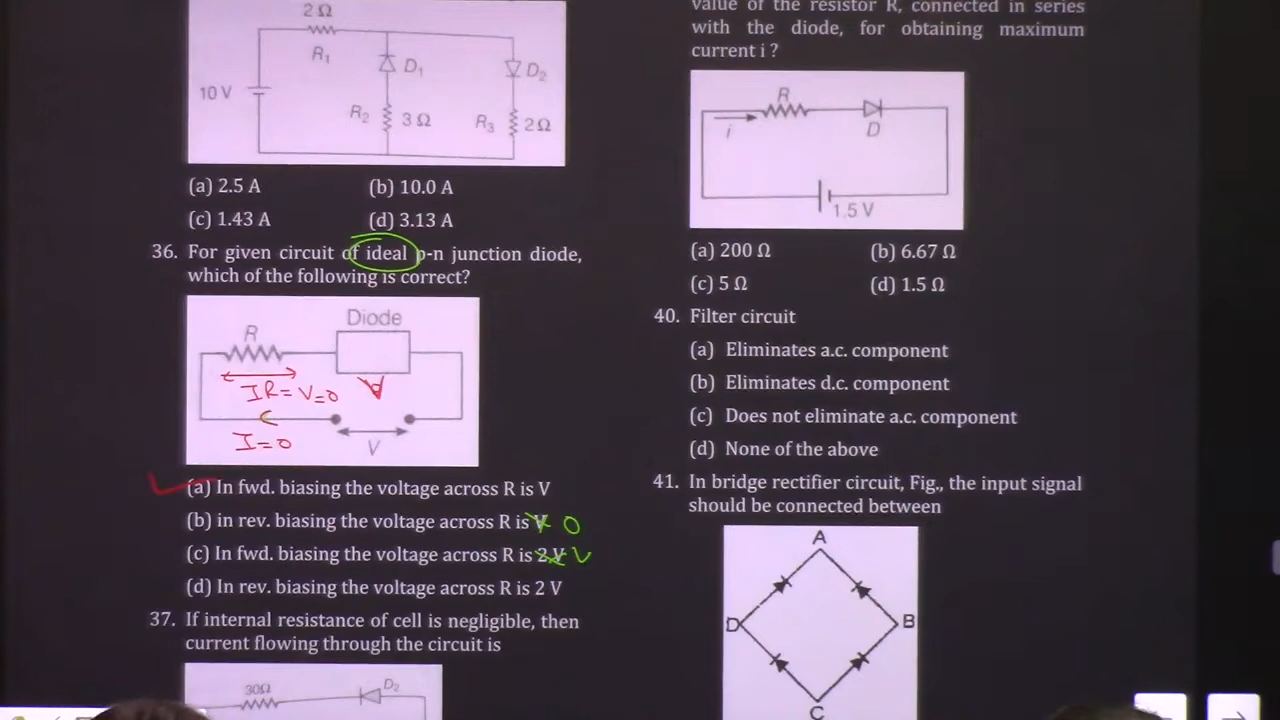 2 Ω
R₁
D₁
D₂
10 V
R₂
3 Ω
R₃
2Ω
(a) 2.5 A (b) 10.0 A
(c) 1.43 A (d) 3.13 A
36. For given circuit of ideal p-n junction diode,
which of the following is correct?
Diode
R
IR=V=0
I=0
V
(a) In fwd. biasing the voltage across R is V
(b) in rev. biasing the voltage across R is V 0
(c) In fwd. biasing the voltage across R is 2 V V
(d) In rev. biasing the voltage across R is 2 V
37. If internal resistance of cell is negligible, then
current flowing through the circuit is
30Ω
D₂
value of the resistor R, connected in series
with the diode, for obtaining maximum
current i ?
R
i
D
1.5 V
(a) 200 Ω (b) 6.67 Ω
(c) 5 Ω (d) 1.5 Ω
40. Filter circuit
(a) Eliminates a.c. component
(b) Eliminates d.c. component
(c) Does not eliminate a.c. component
(d) None of the above
41. In bridge rectifier circuit, Fig., the input signal
should be connected between
A
D
B
C